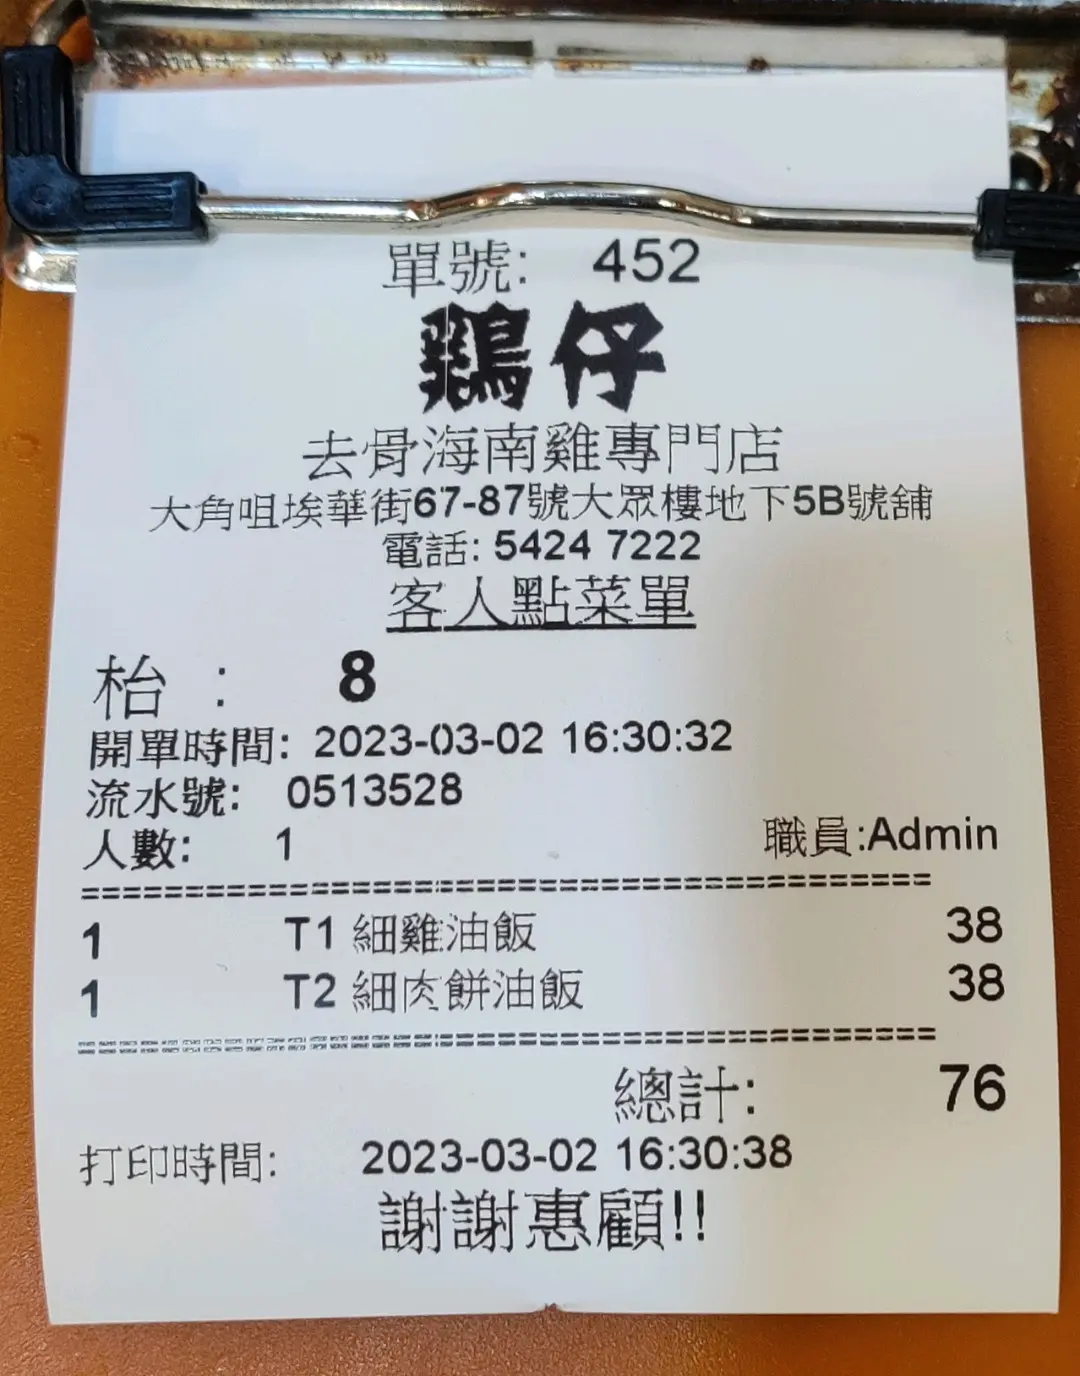 單號: 452
鷄仔
去骨海南雞專門店
大角咀埃華街67-87號大眾樓地下5B號舖
電話: 5424 7222
客人點菜單
枱 : 8
開單時間: 2023-03-02 16:30:32
流水號: 0513528
人數: 1 職員:Admin
1 T1 細雞油飯 38
1 T2 細肉餅油飯 38
總計: 76
打印時間: 2023-03-02 16:30:38
謝謝惠顧!!